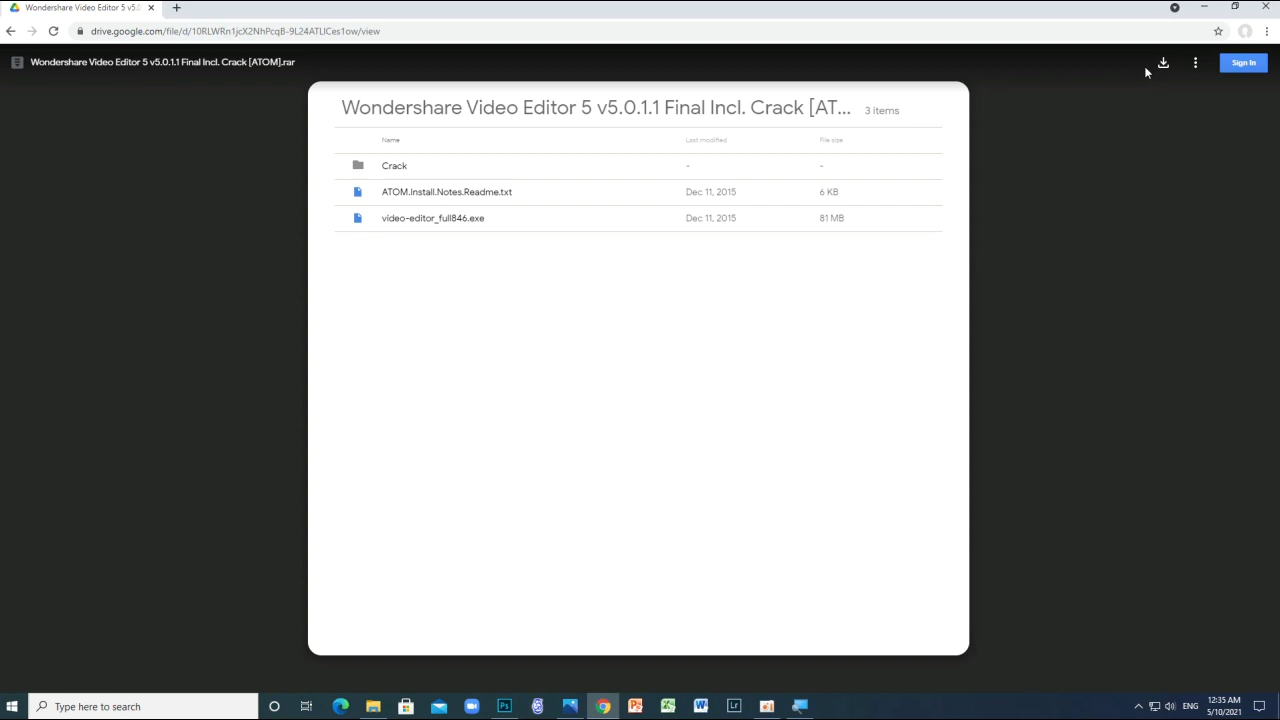 Wondershare Video Editor 5 v5.0.
drive.google.com/file/d/10RLWRn1jcX2NhPcqB-9L24ATLlCes1ow/view
Wondershare Video Editor 5 v5.0.1.1 Final Incl. Crack [ATOM].rar
Sign In
Wondershare Video Editor 5 v5.0.1.1 Final Incl. Crack [AT... 3 items
Name Last modified File size
Crack - -
ATOM.Install.Notes.Readme.txt Dec 11, 2015 6 KB
video-editor_full846.exe Dec 11, 2015 81 MB
Type here to search
Ps
Lr
ENG
12:35 AM
5/10/2021